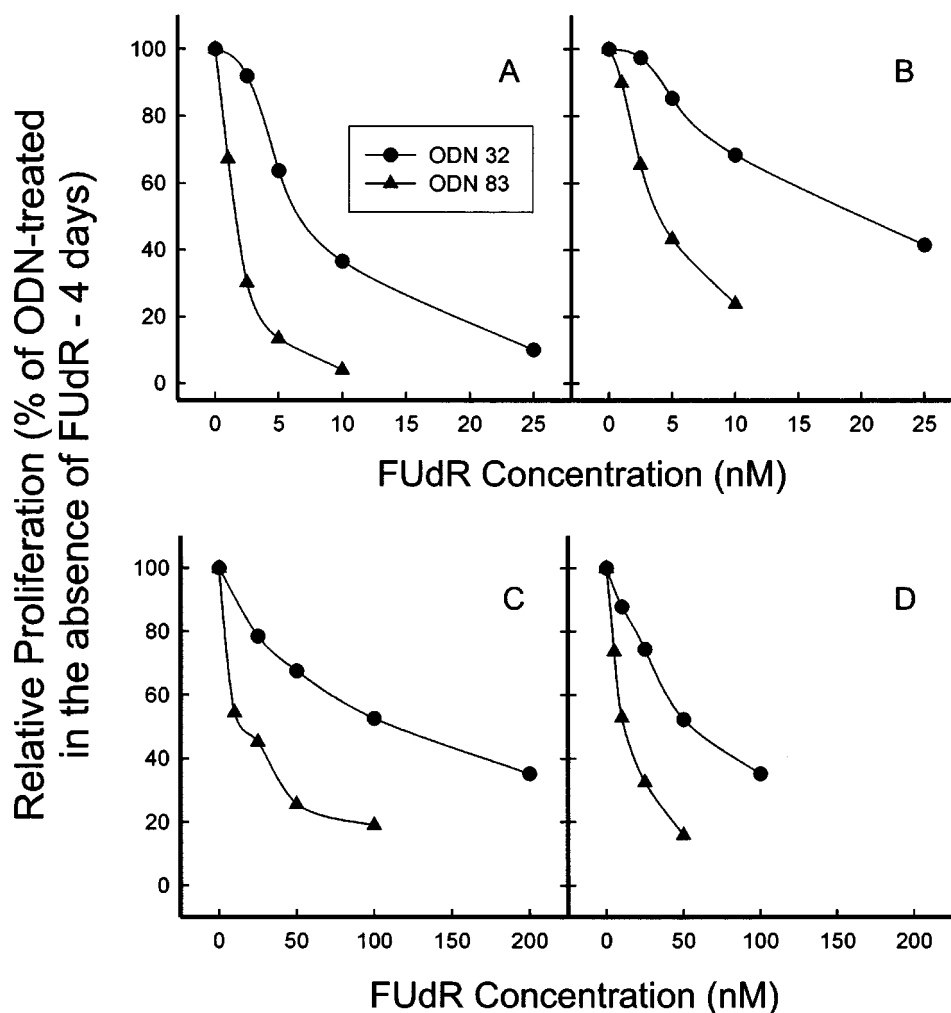 Relative Proliferation (% of ODN-treated
in the absence of FUdR - 4 days)
100
80
60
40
20
0
A
B
ODN 32
ODN 83
0 5 10 15 20 25 0 5 10 15 20 25
FUdR Concentration (nM)
100
80
60
40
20
0
C
D
0 50 100 150 200 0 50 100 150 200
FUdR Concentration (nM)